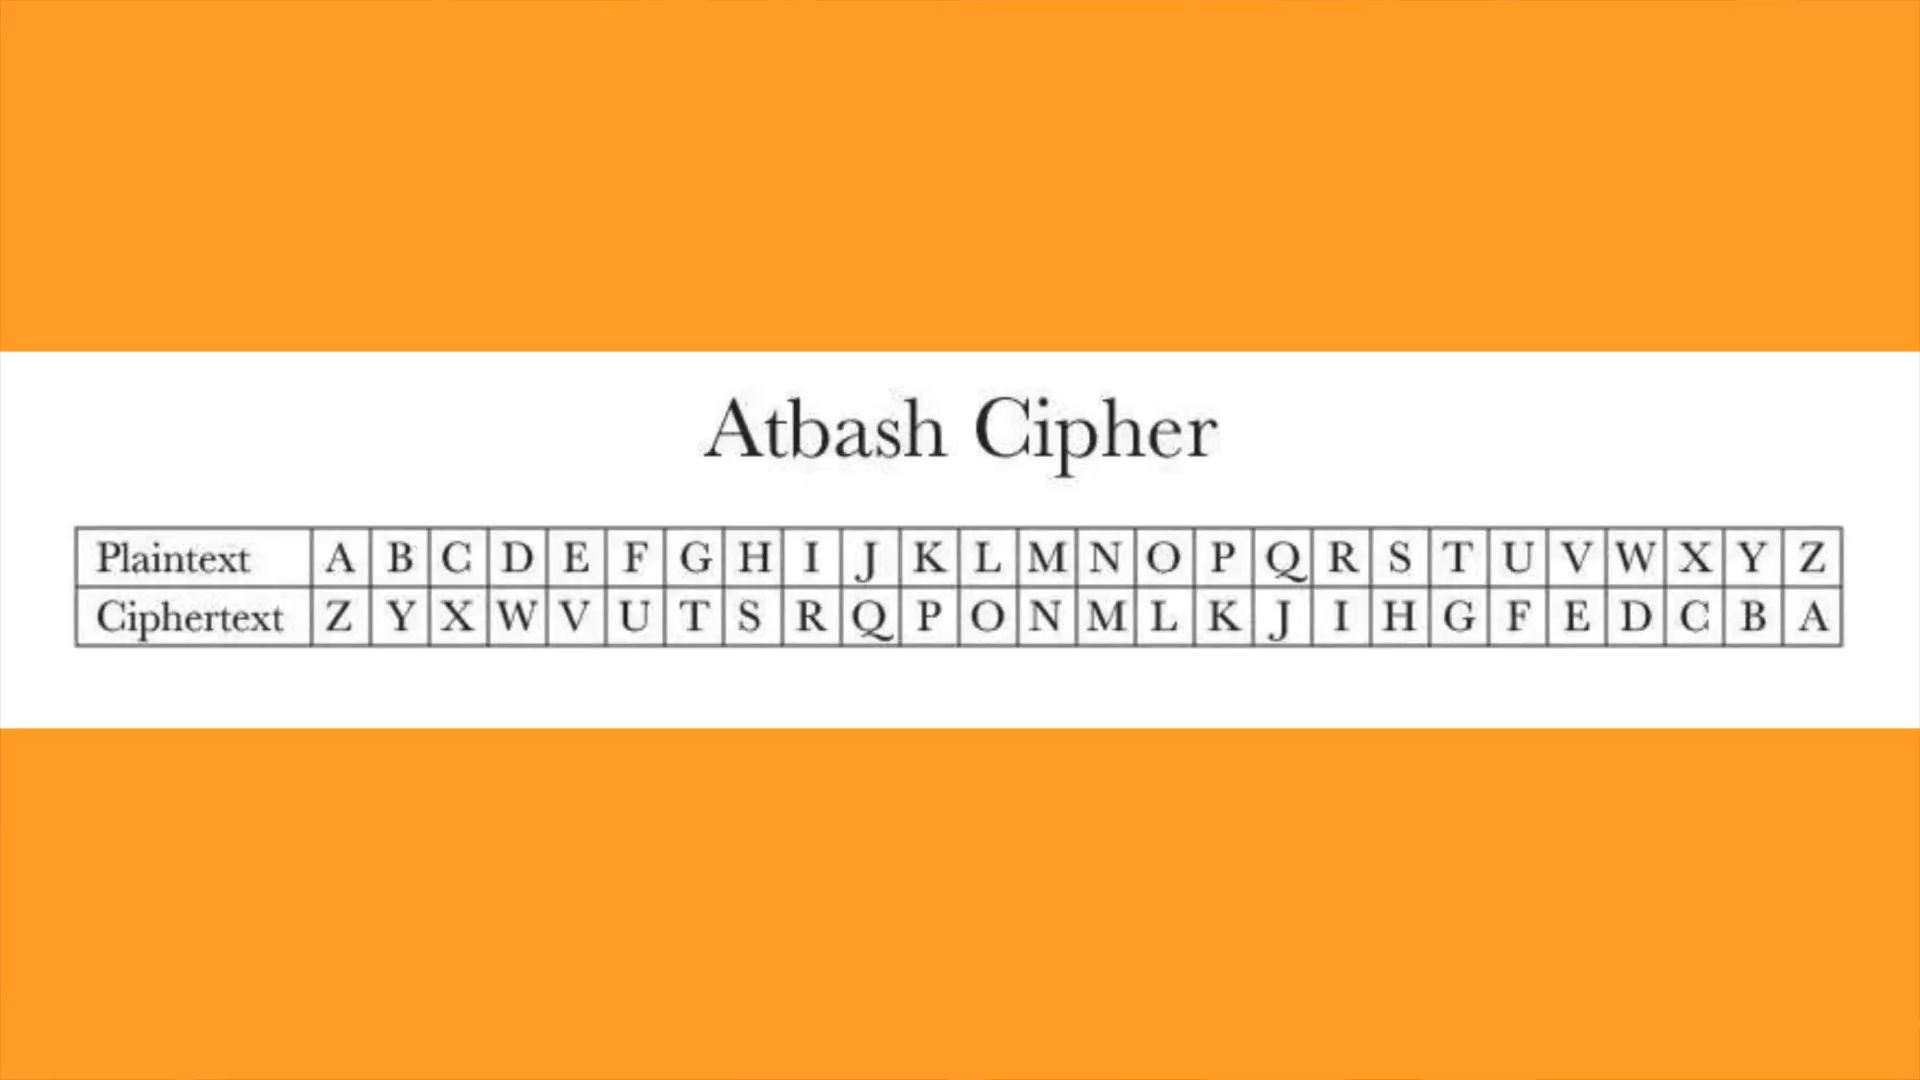 Atbash Cipher
Plaintext A B C D E F G H I J K L M N O P Q R S T U V W X Y Z
Ciphertext Z Y X W V U T S R Q P O N M L K J I H G F E D C B A